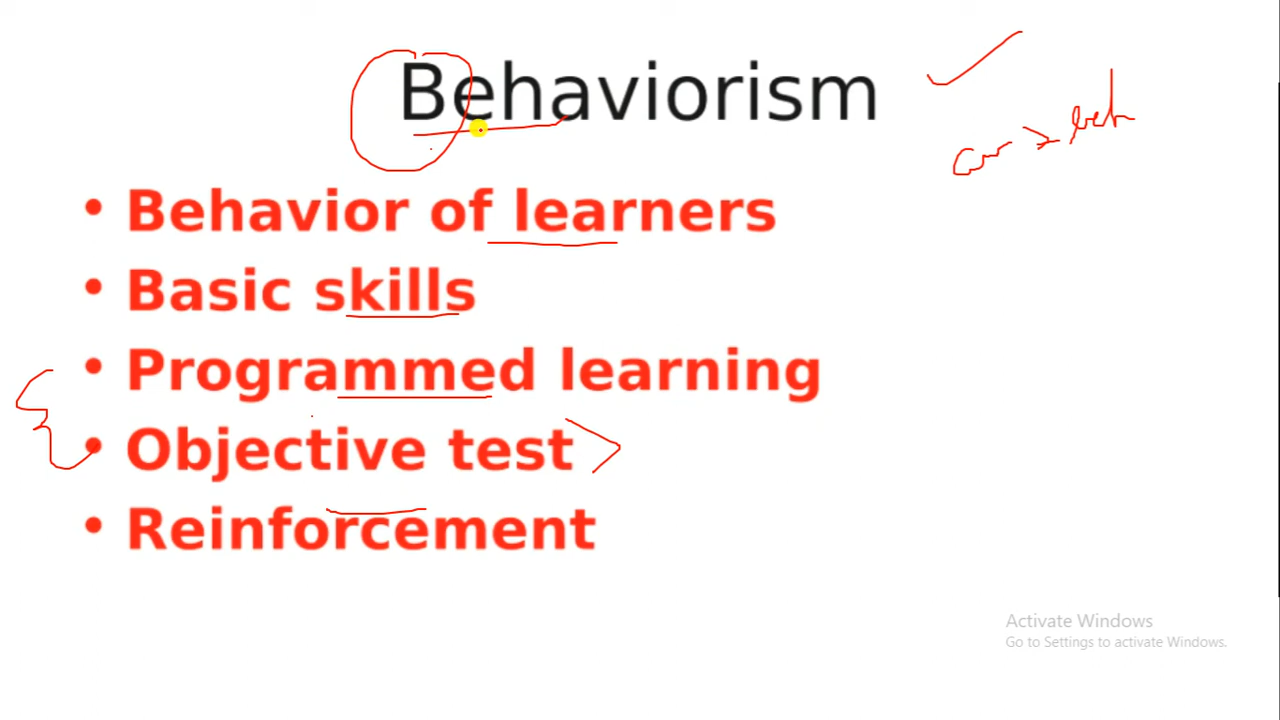 Behaviorism
• Behavior of learners
• Basic skills
• Programmed learning
• Objective test
• Reinforcement
Activate Windows
Go to Settings to activate Windows.